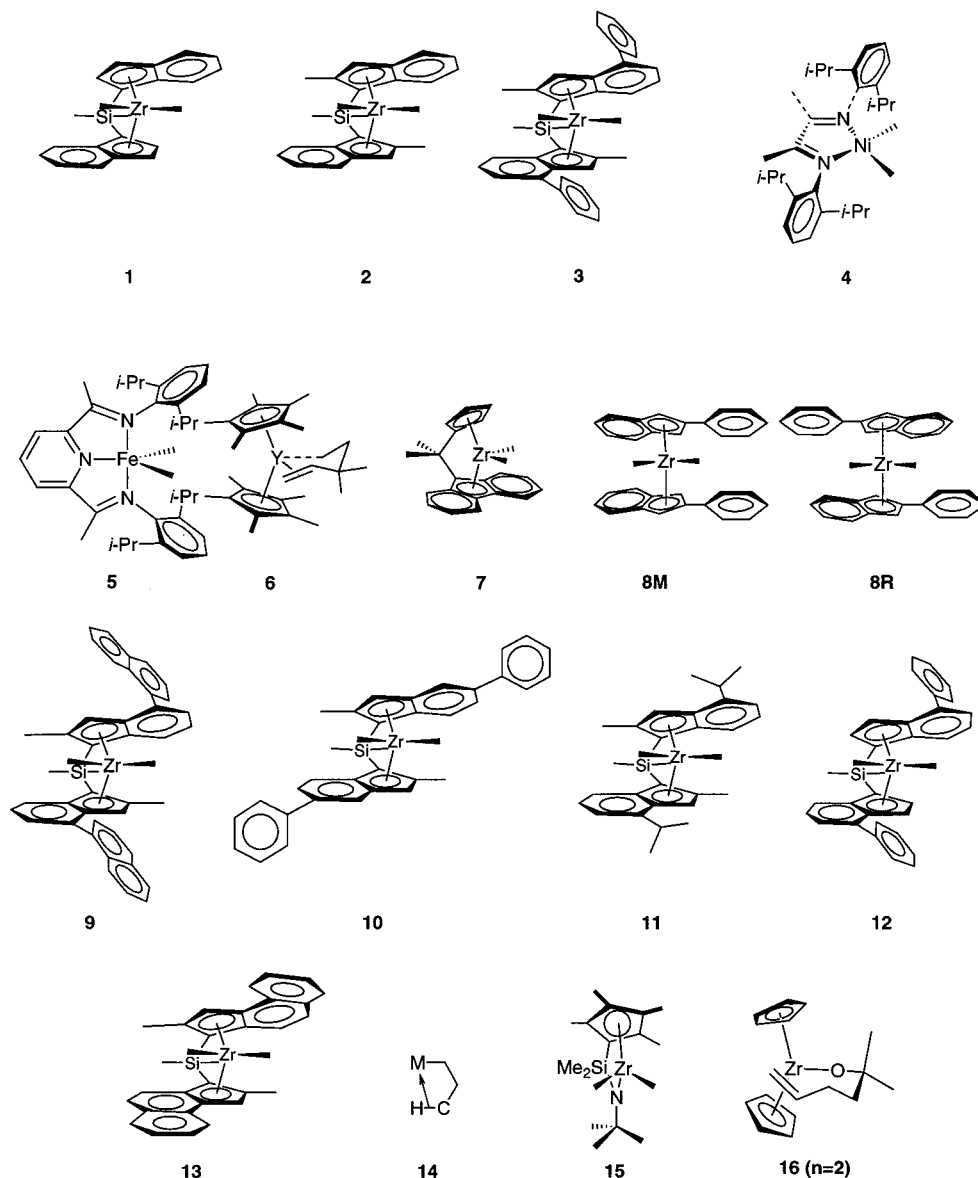 Zr
Si
1
Zr
Si
2
Zr
Si
3
i-Pr
i-Pr
N
Ni
N
i-Pr
i-Pr
4
i-Pr
N
i-Pr
N
Fe
N
i-Pr
i-Pr
5
Y
6
Zr
7
Zr
8M
Zr
8R
Zr
Si
9
Zr
Si
10
Zr
Si
11
Zr
Si
12
Zr
Si
13
M
H
C
14
Me2Si
Zr
N
15
Zr
O
16 (n=2)